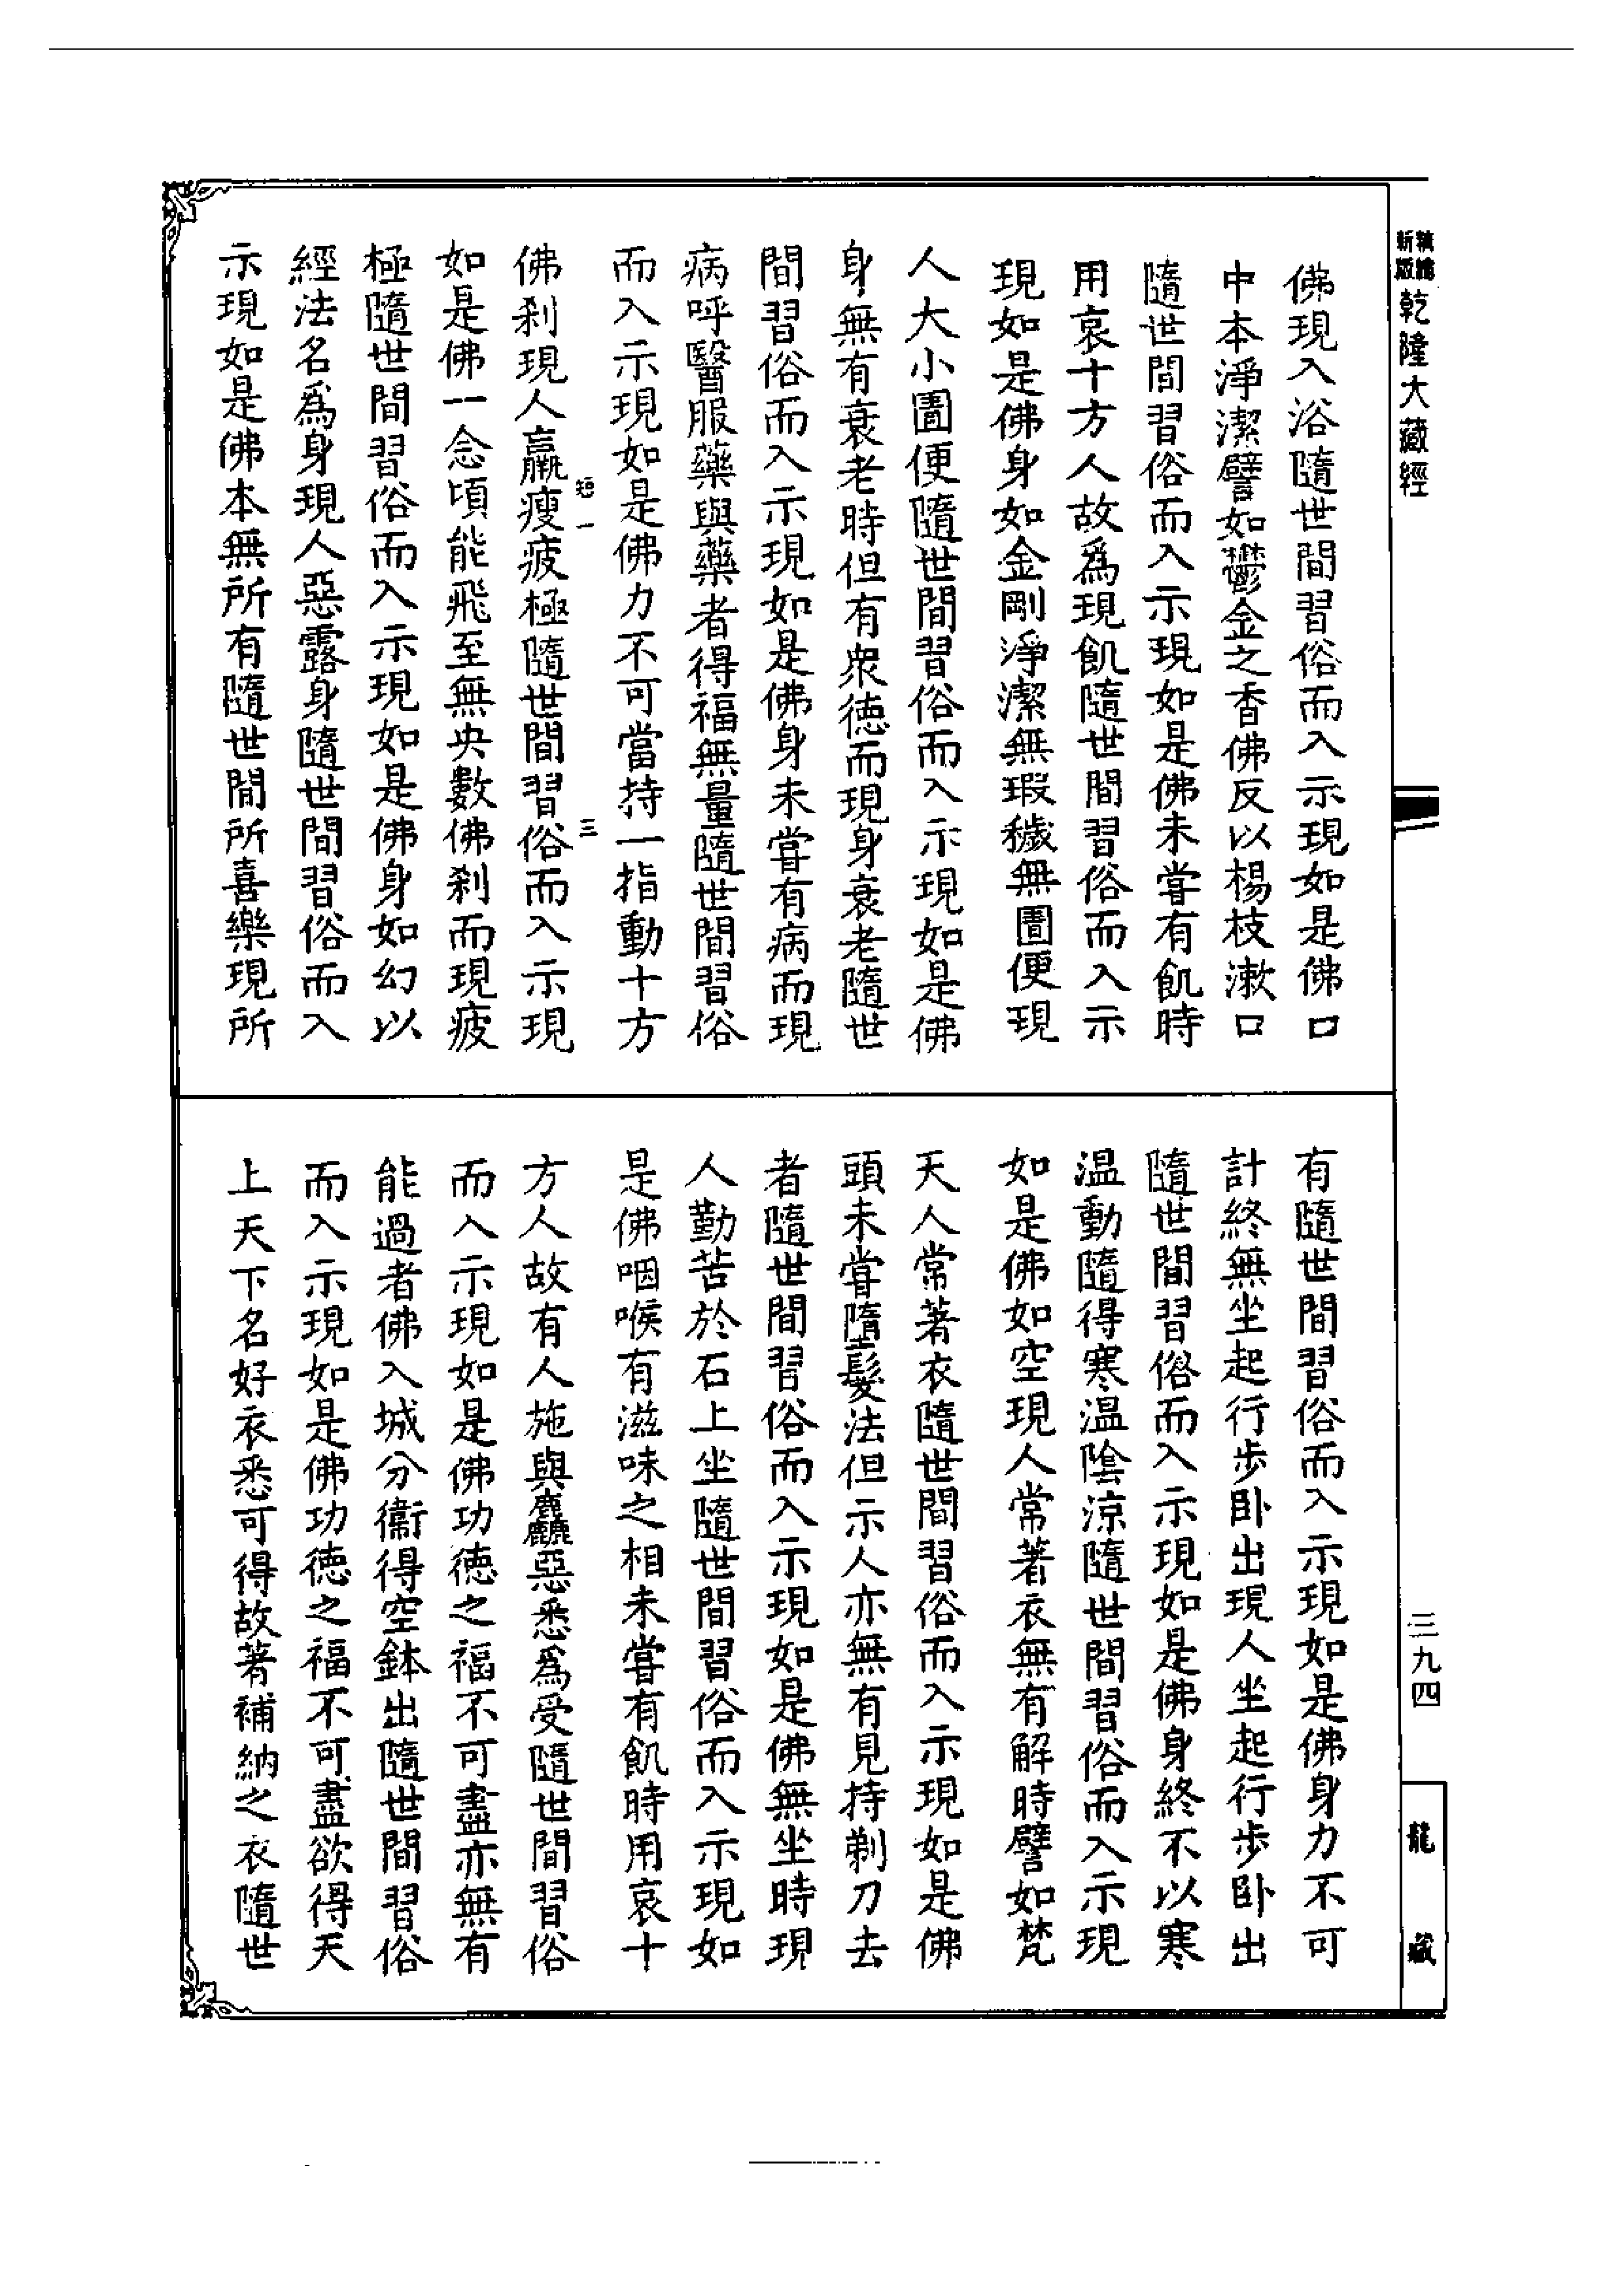 新版
精縮
乾隆大藏經
佛現入浴隨世間習俗而入示現如是佛口
中本淨潔譬如鬱金之香佛反以楊枝漱口
隨世間習俗而入示現如是佛未甞有飢時
用哀十方人故為現飢隨世間習俗而入示
現如是佛身如金剛淨潔無瑕穢無圊便現
人大小圊便隨世間習俗而入示現如是佛
身無有衰老時但有衆德而現身衰老隨世
間習俗而入示現如是佛身未甞有病而現
病呼醫服藥與藥者得福無量隨世間習俗
而入示現如是佛力不可當持一指動十方
短一
三
佛刹現人羸瘦疲極隨世間習俗而入示現
如是佛一念頃能飛至無央數佛刹而現疲
極隨世間習俗而入示現如是佛身如幻以
經法名為身現人惡露身隨世間習俗而入
示現如是佛本無所有隨世間所喜樂現所
有隨世間習俗而入示現如是佛身力不可
計終無坐起行步卧出現人坐起行步卧出
隨世間習俗而入示現如是佛身終不以寒
温動隨得寒温陰涼隨世間習俗而入示現
如是佛如空現人常著衣無有解時譬如梵
天人常著衣隨世間習俗而入示現如是佛
頭未甞墮髮法但示人亦無有見持剃刀去
者隨世間習俗而入示現如是佛無坐時現
人勤苦於石上坐隨世間習俗而入示現如
是佛咽喉有滋味之相未甞有飢時用哀十
方人故有人施與麤惡悉為受隨世間習俗
而入示現如是佛功德之福不可盡亦無有
能過者佛入城分衞得空鉢出隨世間習俗
而入示現如是佛功德之福不可盡欲得天
上天下名好衣悉可得故著補納之衣隨世
三九四
龍藏